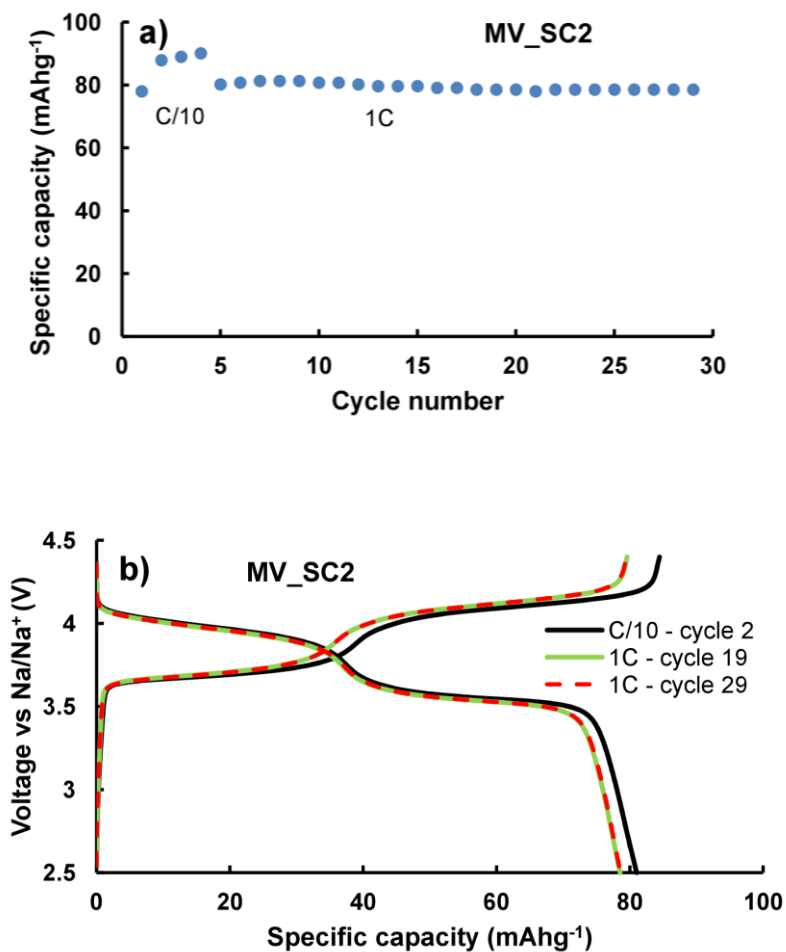 a)
MV_SC2
Specific capacity (mAhg⁻¹)
100
80
60
40
20
0
C/10
1C
0 5 10 15 20 25 30
Cycle number
b)
MV_SC2
Voltage vs Na/Na⁺ (V)
4.5
4
3.5
3
2.5
C/10 - cycle 2
1C - cycle 19
1C - cycle 29
0 20 40 60 80 100
Specific capacity (mAhg⁻¹)